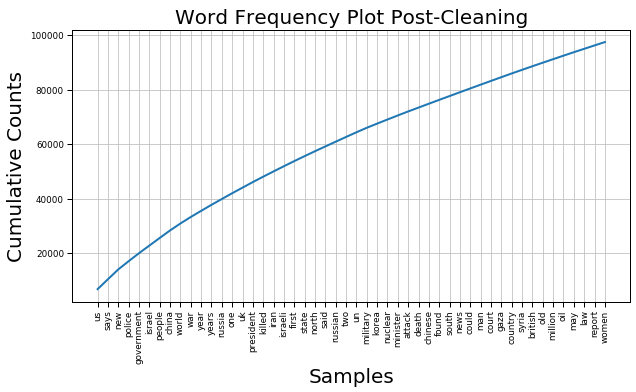 Word Frequency Plot Post-Cleaning
Cumulative Counts
100000
80000
60000
40000
20000
us
says
new
police
government
israel
people
china
world
war
year
years
russia
one
uk
president
killed
iran
israeli
first
state
north
said
russian
two
un
military
korea
nuclear
minister
attack
death
chinese
found
south
news
could
man
court
gaza
country
syria
british
old
million
oil
may
law
report
women
Samples